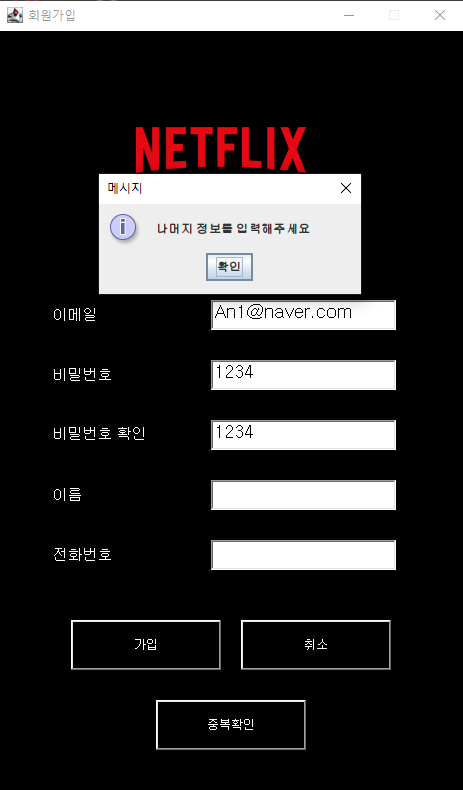 회원가입
NETFLIX
메시지
나머지 정보를 입력해주세요
확인
이메일 An1@naver.com
비밀번호 1234
비밀번호 확인 1234
이름
전화번호
가입 취소
중복확인